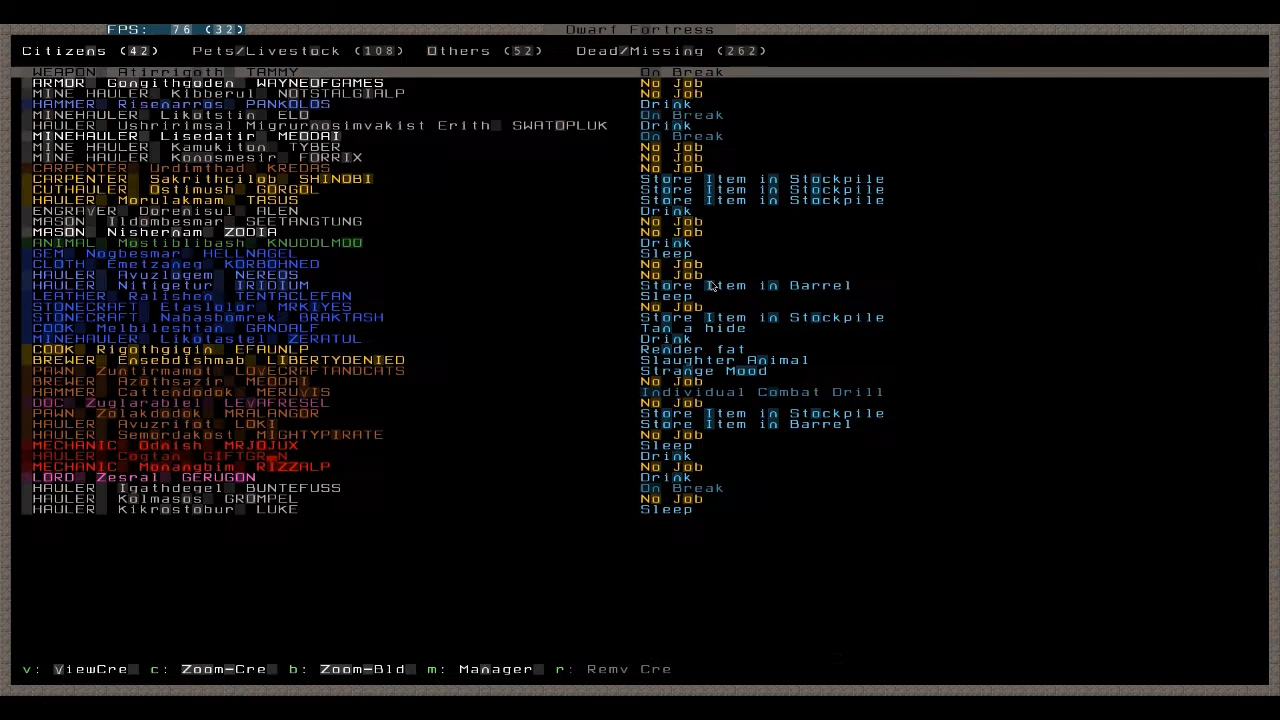 FPS: 76 (32)
Dwarf Fortress
Citizens (42) Pets/Livestock (108) Others (52) Dead/Missing (262)
WEAPON Atirrigoth TAMMY On Break
ARMOR Gongithgoden WAYNEOFGAMES No Job
MINE HAULER Kibberul NOTSTALGIALP No Job
HAMMER Risenarros PANKOLOS Drink
MINEHAULER Likotstin ELO On Break
HAULER Ushririmsal Migrurnosimvakist Erith SWATOPLUK Drink
MINEHAULER Lisedatir MEODAI On Break
MINE HAULER Kamukiton TYBER No Job
MINE HAULER Konosmesir FORRIX No Job
CARPENTER Urdimthad KREDAS No Job
CARPENTER Sakrithcilob SHINOBI Store Item in Stockpile
CUTHAULER Ostimush GORGOL Store Item in Stockpile
HAULER Morulakmam TASUS Store Item in Stockpile
ENGRAVER Dorenisul ALEN Drink
MASON Ildombesmar SEETANGTUNG No Job
MASON Nishernam ZODIA No Job
ANIMAL Mostiblibash KNUDDLMOO Drink
GEM Nogbesmar HELLNAGEL Sleep
CLOTH Emetzaneg KORBOHNED No Job
HAULER Avuzlogem NEREOS No Job
HAULER Nitigetur IRIDIUM Store Item in Barrel
LEATHER Ralishen TENTACLEFAN Sleep
STONECRAFT Etaslolor MRKIYES No Job
STONECRAFT Nabasbomrek BRAKTASH Store Item in Stockpile
COOK Melbileshtan GANDALF Tan a hide
MINEHAULER Likotastel ZERATUL Drink
COOK Rigothgigin EFAUNLP Render fat
BREWER Ensebdishmab LIBERTYDENIED Slaughter Animal
PAWN Zuntirmamot LOVECRAFTANDCATS Strange Mood
BREWER Azothsazir MEODAI No Job
HAMMER Cattendodok MERUVIS Individual Combat Drill
DOC Zuglarablel LEVAFRESEL No Job
PAWN Zolakdodok MRALANGOR Store Item in Stockpile
HAULER Avuzrifot LOKI Store Item in Barrel
HAULER Semordakost MIGHTYPIRATE No Job
MECHANIC Odnish MRJOJUX Sleep
HAULER Cogtan Drink
MECHANIC Monangbim RIZZALP No Job
LORD Zesral GERUGON Drink
HAULER Igathdegel BUNTEFUSS On Break
HAULER Kolmasos GROMPEL No Job
HAULER Kikrostobur LUKE Sleep
v: ViewCre c: Zoom-Cre b: Zoom-Bld m: Manager r: Remv Cre